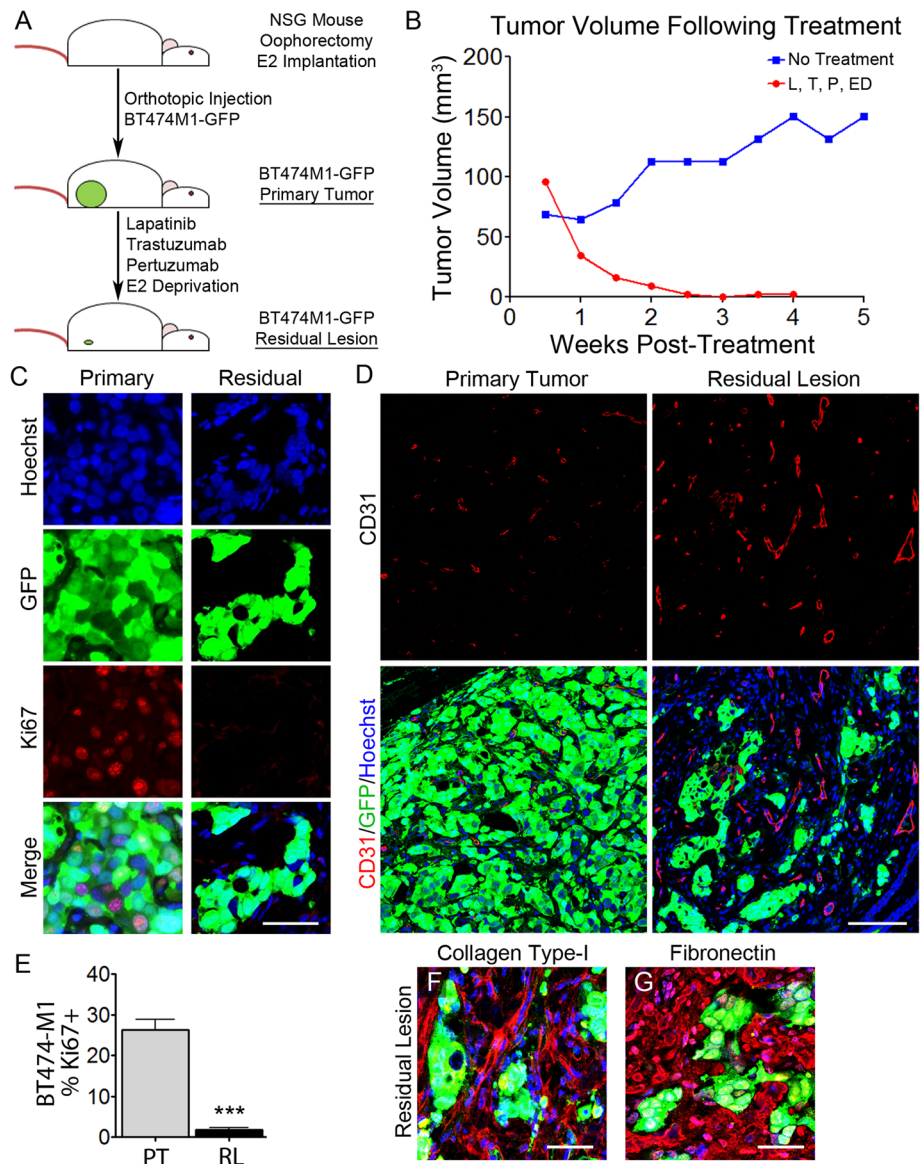 A
NSG Mouse
Oophorectomy
E2 Implantation
Orthotopic Injection
BT474M1-GFP
BT474M1-GFP
Primary Tumor
Lapatinib
Trastuzumab
Pertuzumab
E2 Deprivation
BT474M1-GFP
Residual Lesion
B
Tumor Volume Following Treatment
Tumor Volume (mm³)
200
150
100
50
0
No Treatment
L, T, P, ED
0 1 2 3 4 5
Weeks Post-Treatment
C
Primary Residual
Hoechst
GFP
Ki67
Merge
D
Primary Tumor Residual Lesion
CD31
CD31/GFP/Hoechst
E
BT474-M1
% Ki67+
40
30
20
10
0
***
PT RL
Collagen Type-I Fibronectin
Residual Lesion
F G